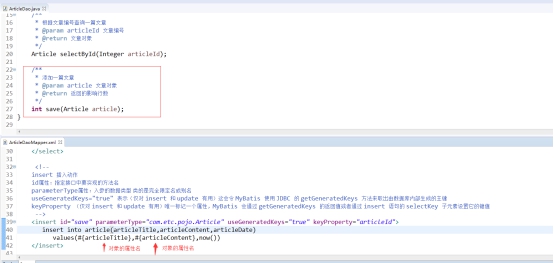 ArticleDao.java
15 /**
16 * 根据文章编号查询一篇文章
17 * @param articleId 文章编号
18 * @return 文章对象
19 */
20 Article selectById(Integer articleId);
21
22 /**
23 * 添加一篇文章
24 * @param article 文章对象
25 * @return 返回的影响行数
26 */
27 int save(Article article);
28 }
29
ArticleDaoMapper.xml
30 </select>
31
32 <!--
33 insert 插入动作
34 id属性：指定接口中要实现的方法名
35 parameterType属性：入参的数据类型 类的是完全限定名或别名
36 useGeneratedKeys="true" 表示（仅对 insert 和 update 有用）这会令 MyBatis 使用 JDBC 的 getGeneratedKeys 方法来取出由数据库内部生成的主键
37 keyProperty （仅对 insert 和 update 有用）唯一标记一个属性，MyBatis 会通过 getGeneratedKeys 的返回值或者通过 insert 语句的 selectKey 子元素设置它的键值
38 -->
39 <insert id="save" parameterType="com.etc.pojo.Article" useGeneratedKeys="true" keyProperty="articleId">
40 insert into article(articleTitle,articleContent,articleDate)
41 values(#{articleTitle},#{articleContent},now())
42 </insert>
对象的属性名 对象的属性名